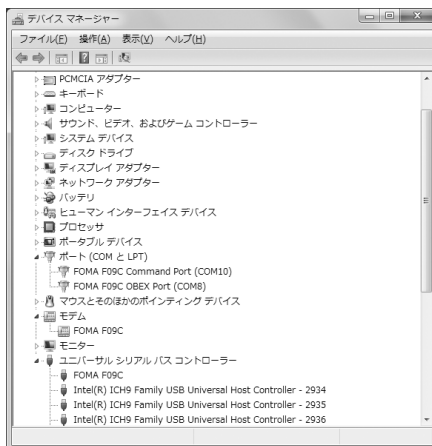 デバイス マネージャー
ファイル(F) 操作(A) 表示(V) ヘルプ(H)
PCMCIA アダプター
キーボード
コンピューター
サウンド、ビデオ、およびゲーム コントローラー
システム デバイス
ディスク ドライブ
ディスプレイ アダプター
ネットワーク アダプター
バッテリ
ヒューマン インターフェイス デバイス
プロセッサ
ポータブル デバイス
ポート (COM と LPT)
FOMA F09C Command Port (COM10)
FOMA F09C OBEX Port (COM8)
マウスとそのほかのポインティング デバイス
モデム
FOMA F09C
モニター
ユニバーサル シリアル バス コントローラー
FOMA F09C
Intel(R) ICH9 Family USB Universal Host Controller - 2934
Intel(R) ICH9 Family USB Universal Host Controller - 2935
Intel(R) ICH9 Family USB Universal Host Controller - 2936